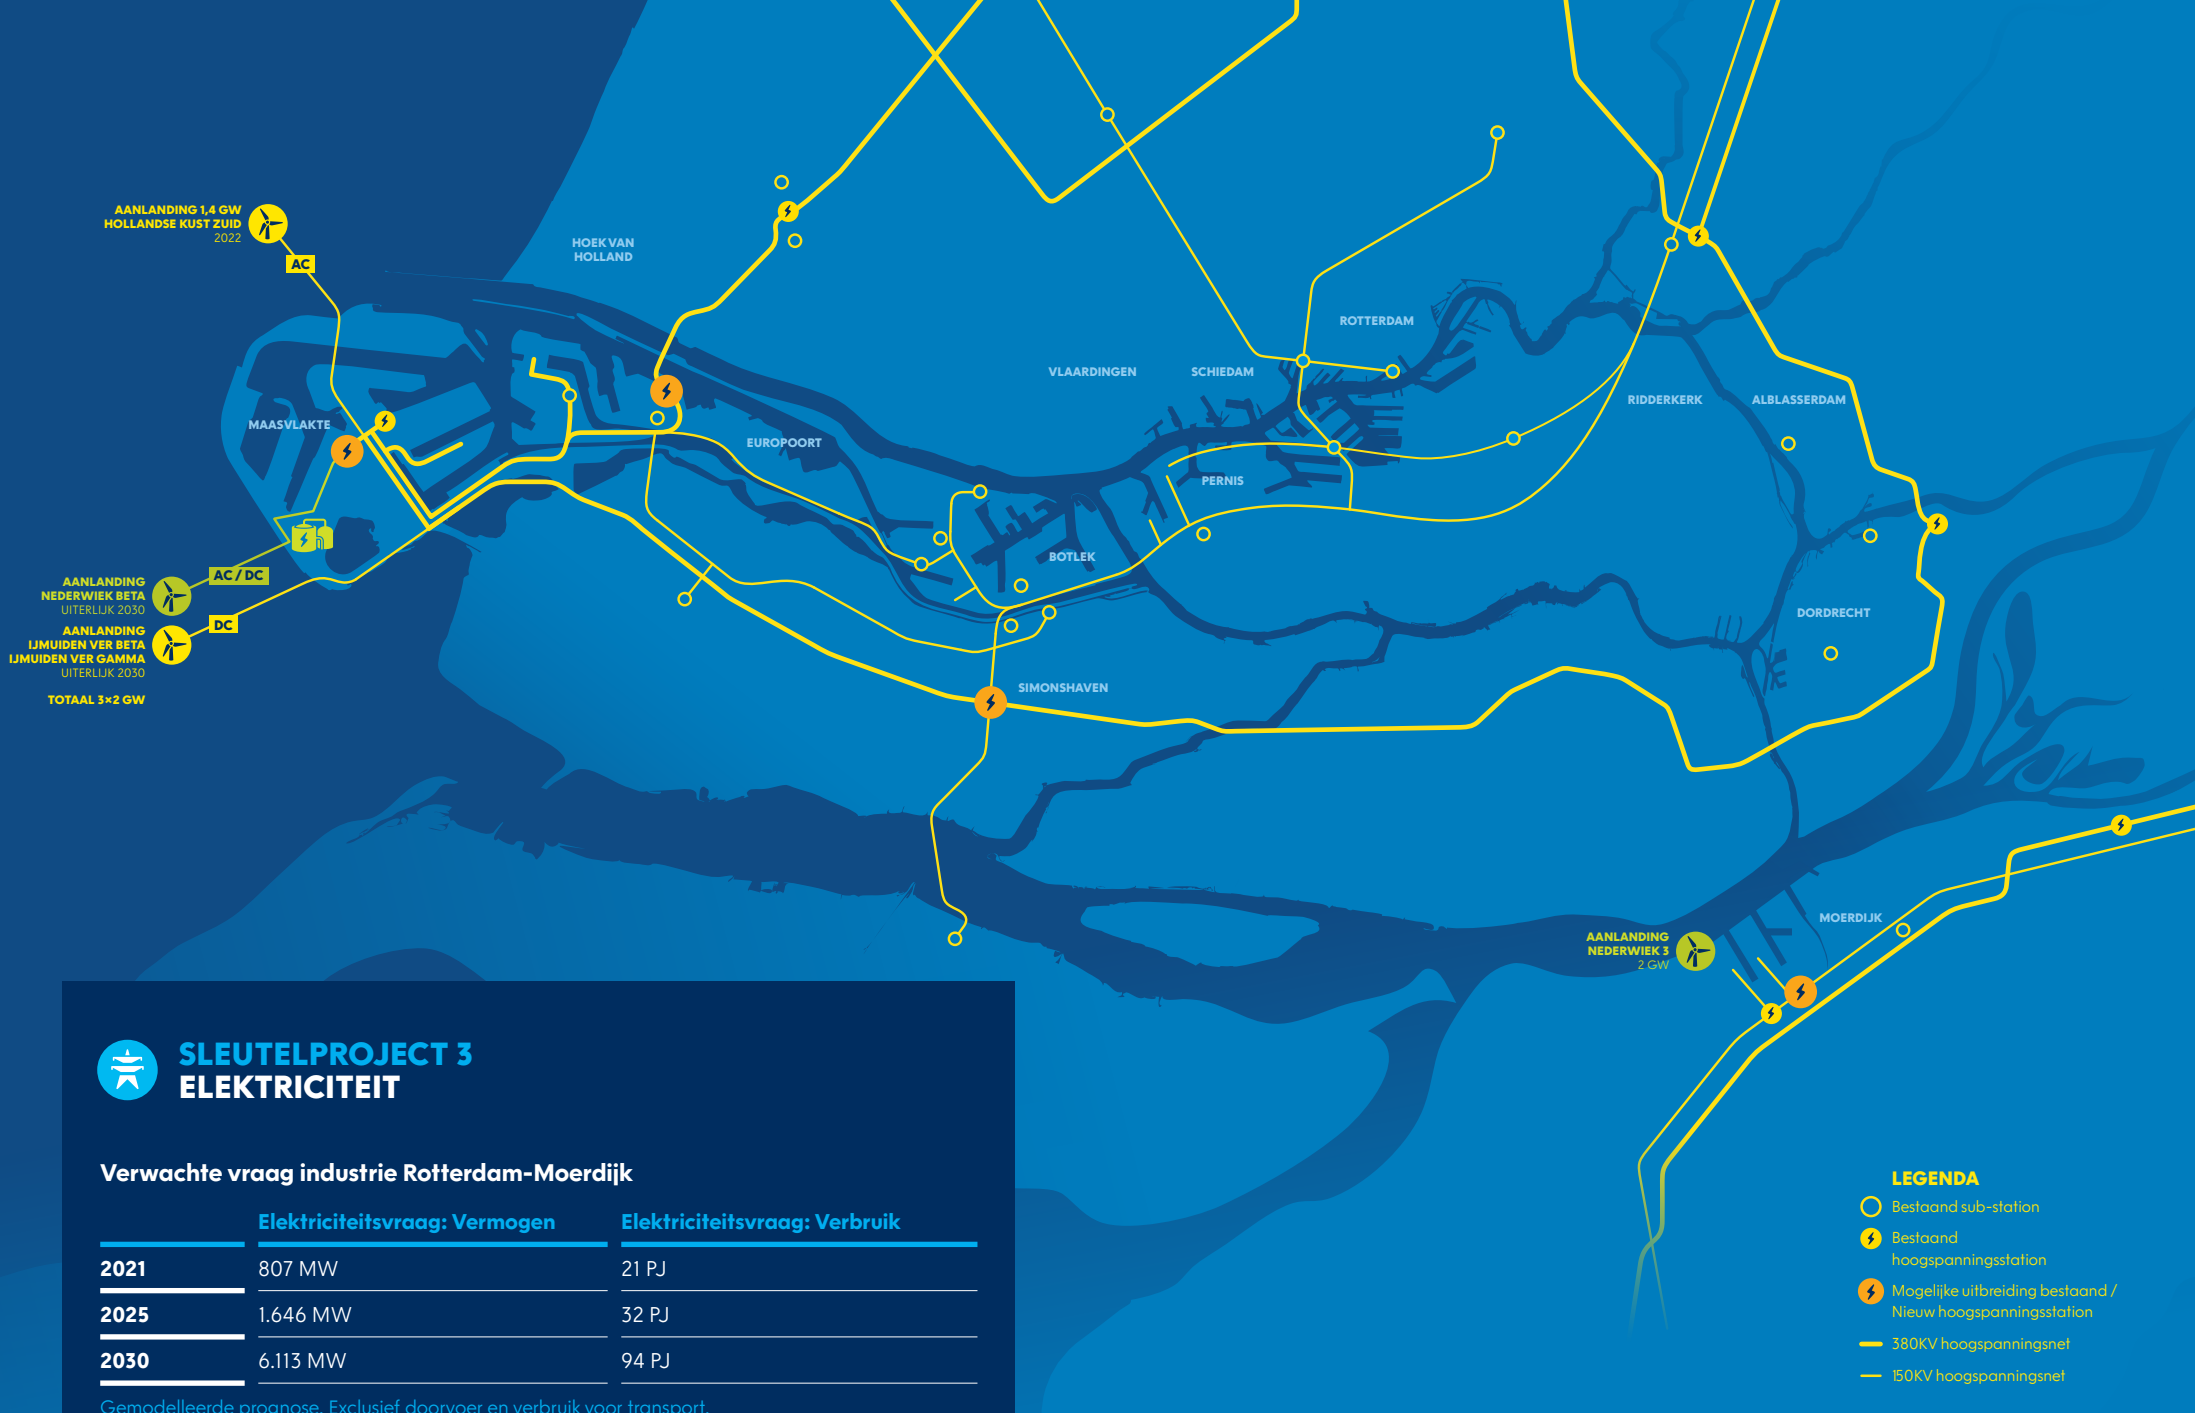 AANLANDING 1,4 GW
HOLLANDSE KUST ZUID
2022
AC
HOEK VAN
HOLLAND
MAASVLAKTE
EUROPOORT
VLAARDINGEN
SCHIEDAM
ROTTERDAM
PERNIS
BOTLEK
RIDDERKERK
ALBLASSERDAM
DORDRECHT
AANLANDING
NEDERWIEK BETA
UITERLIJK 2030
AC / DC
AANLANDING
IJMUIDEN VER BETA
IJMUIDEN VER GAMMA
UITERLIJK 2030
DC
TOTAAL 3×2 GW
SIMONSHAVEN
MOERDIJK
AANLANDING
NEDERWIEK 3
2 GW
SLEUTELPROJECT 3
ELEKTRICITEIT
Verwachte vraag industrie Rotterdam-Moerdijk
Elektriciteitsvraag: Vermogen Elektriciteitsvraag: Verbruik
2021 807 MW 21 PJ
2025 1.646 MW 32 PJ
2030 6.113 MW 94 PJ
Gemodelleerde prognose. Exclusief doorvoer en verbruik voor transport.
LEGENDA
Bestaand sub-station
Bestaand
hoogspanningsstation
Mogelijke uitbreiding bestaand /
Nieuw hoogspanningsstation
380KV hoogspanningsnet
150KV hoogspanningsnet